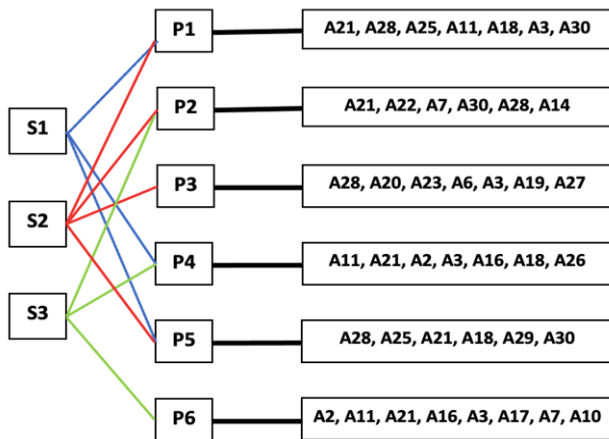 P1
A21, A28, A25, A11, A18, A3, A30
P2
A21, A22, A7, A30, A28, A14
S1
P3
A28, A20, A23, A6, A3, A19, A27
S2
P4
A11, A21, A2, A3, A16, A18, A26
S3
P5
A28, A25, A21, A18, A29, A30
P6
A2, A11, A21, A16, A3, A17, A7, A10